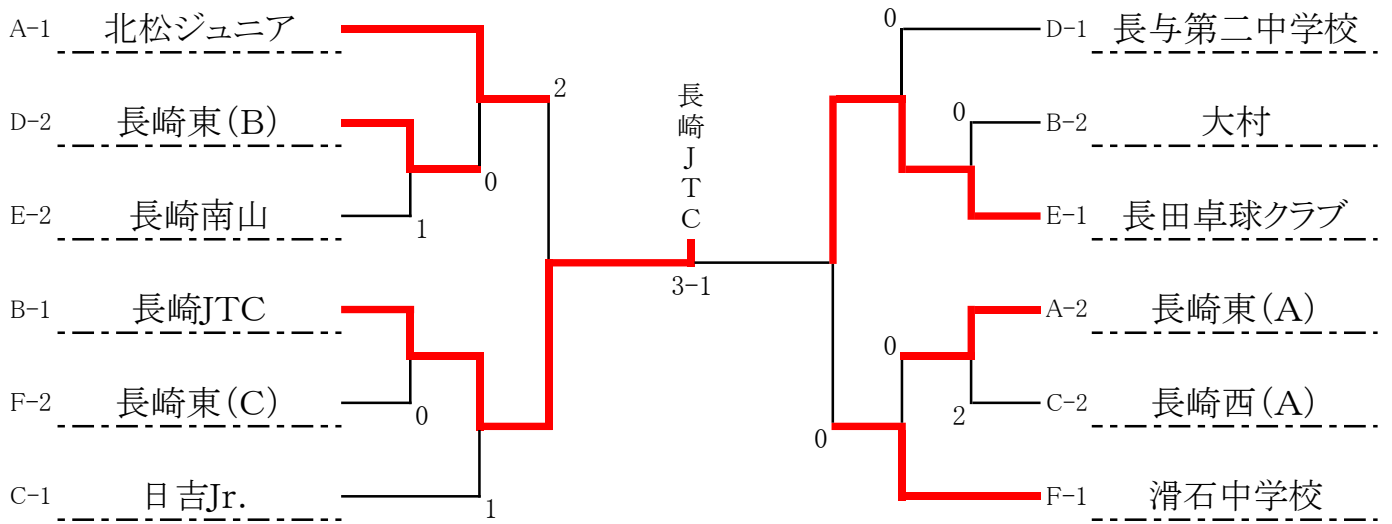 A-1 北松ジュニア
D-2 長崎東(B)
E-2 長崎南山
B-1 長崎JTC
F-2 長崎東(C)
C-1 日吉Jr.
2
0
1
0
1
長崎JTC
3-1
0
0
0
2
0
D-1 長与第二中学校
B-2 大村
E-1 長田卓球クラブ
A-2 長崎東(A)
C-2 長崎西(A)
F-1 滑石中学校